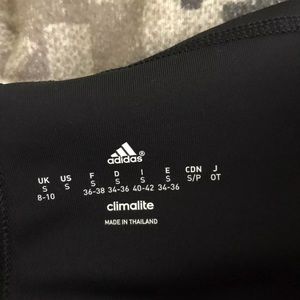 adidas
UK US F D I E CDN J
S S S S S S S/P OT
8-10 36-38 34-36 40-42 34-36
climalite
MADE IN THAILAND